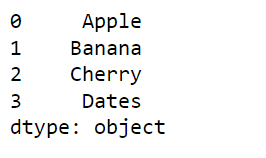 0     Apple
1    Banana
2    Cherry
3     Dates
dtype: object